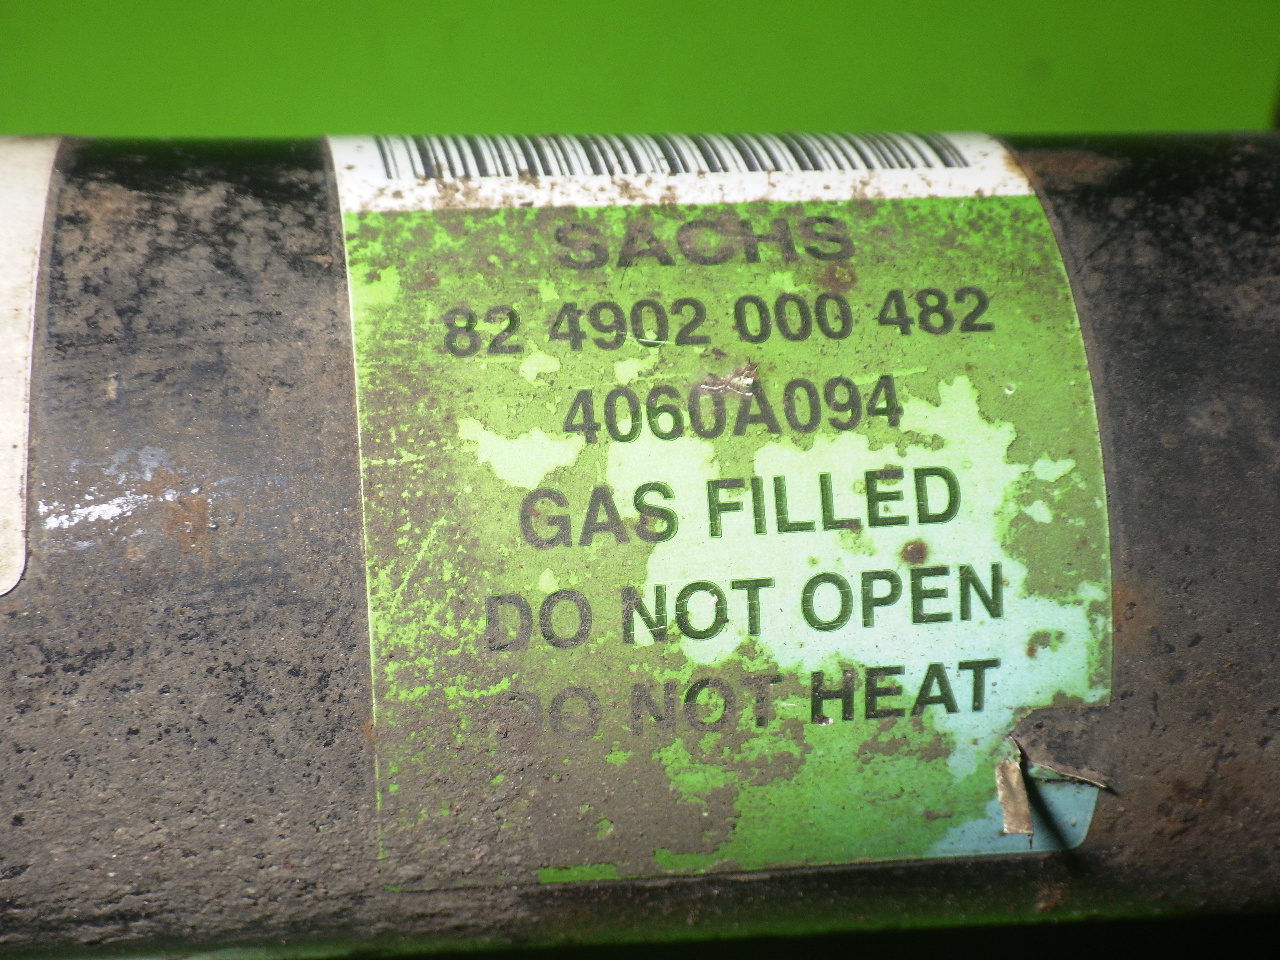 SACHS
82 4902 000 482
4060A094
GAS FILLED
DO NOT OPEN
DO NOT HEAT